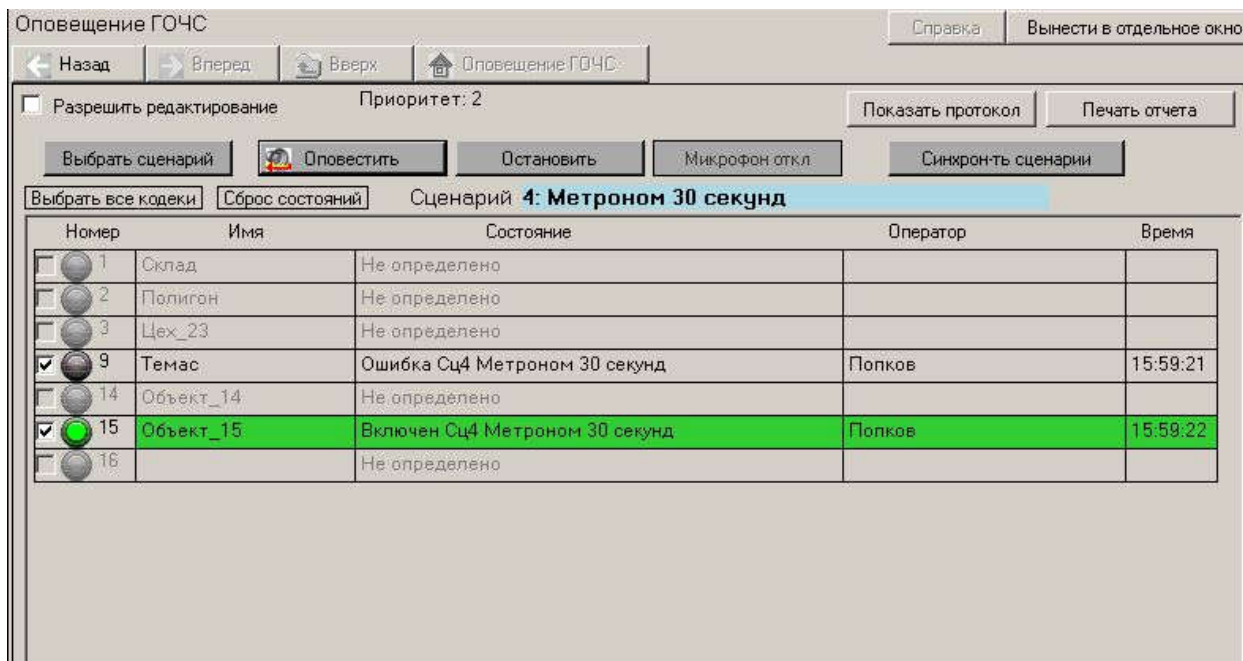 Оповещение ГОЧС
Справка Вынести в отдельное окно
Назад Вперед Вверх Оповещение ГОЧС
Разрешить редактирование Приоритет: 2 Показать протокол Печать отчета
Выбрать сценарий Оповестить Остановить Микрофон откл Синхрон-ть сценарии
Выбрать все кодеки Сброс состояний Сценарий 4: Метроном 30 секунд
Номер Имя Состояние Оператор Время
1 Склад Не определено
2 Полигон Не определено
3 Цех_23 Не определено
9 Темас Ошибка Сц4 Метроном 30 секунд Попков 15:59:21
14 Объект_14 Не определено
15 Объект_15 Включен Сц4 Метроном 30 секунд Попков 15:59:22
16 Не определено